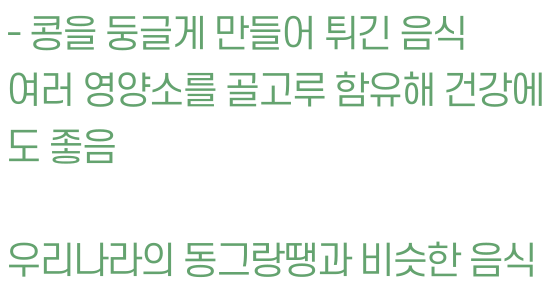 - 콩을 둥글게 만들어 튀긴 음식
여러 영양소를 골고루 함유해 건강에
도 좋음
우리나라의 동그랑땡과 비슷한 음식